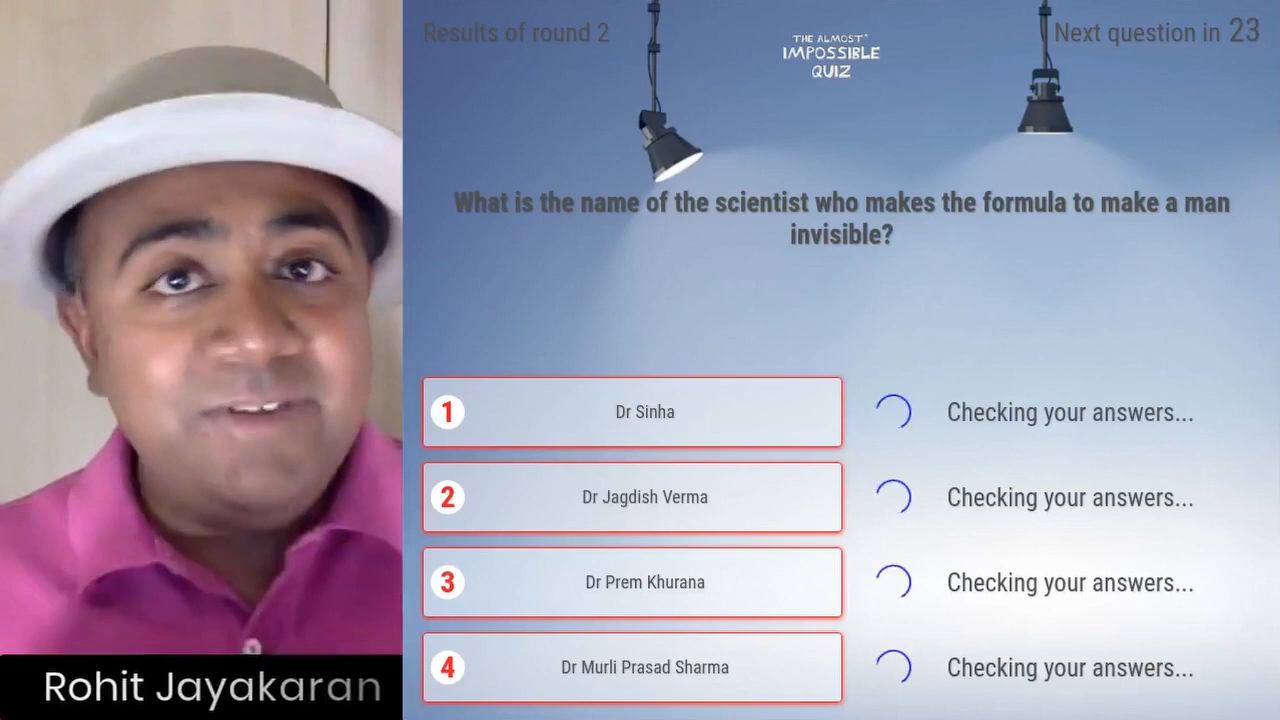 Results of round 2
THE ALMOST*
IMPOSSIBLE
QUIZ
Next question in 23
What is the name of the scientist who makes the formula to make a man
invisible?
1 Dr Sinha
Checking your answers...
2 Dr Jagdish Verma
Checking your answers...
3 Dr Prem Khurana
Checking your answers...
4 Dr Murli Prasad Sharma
Checking your answers...
Rohit Jayakaran